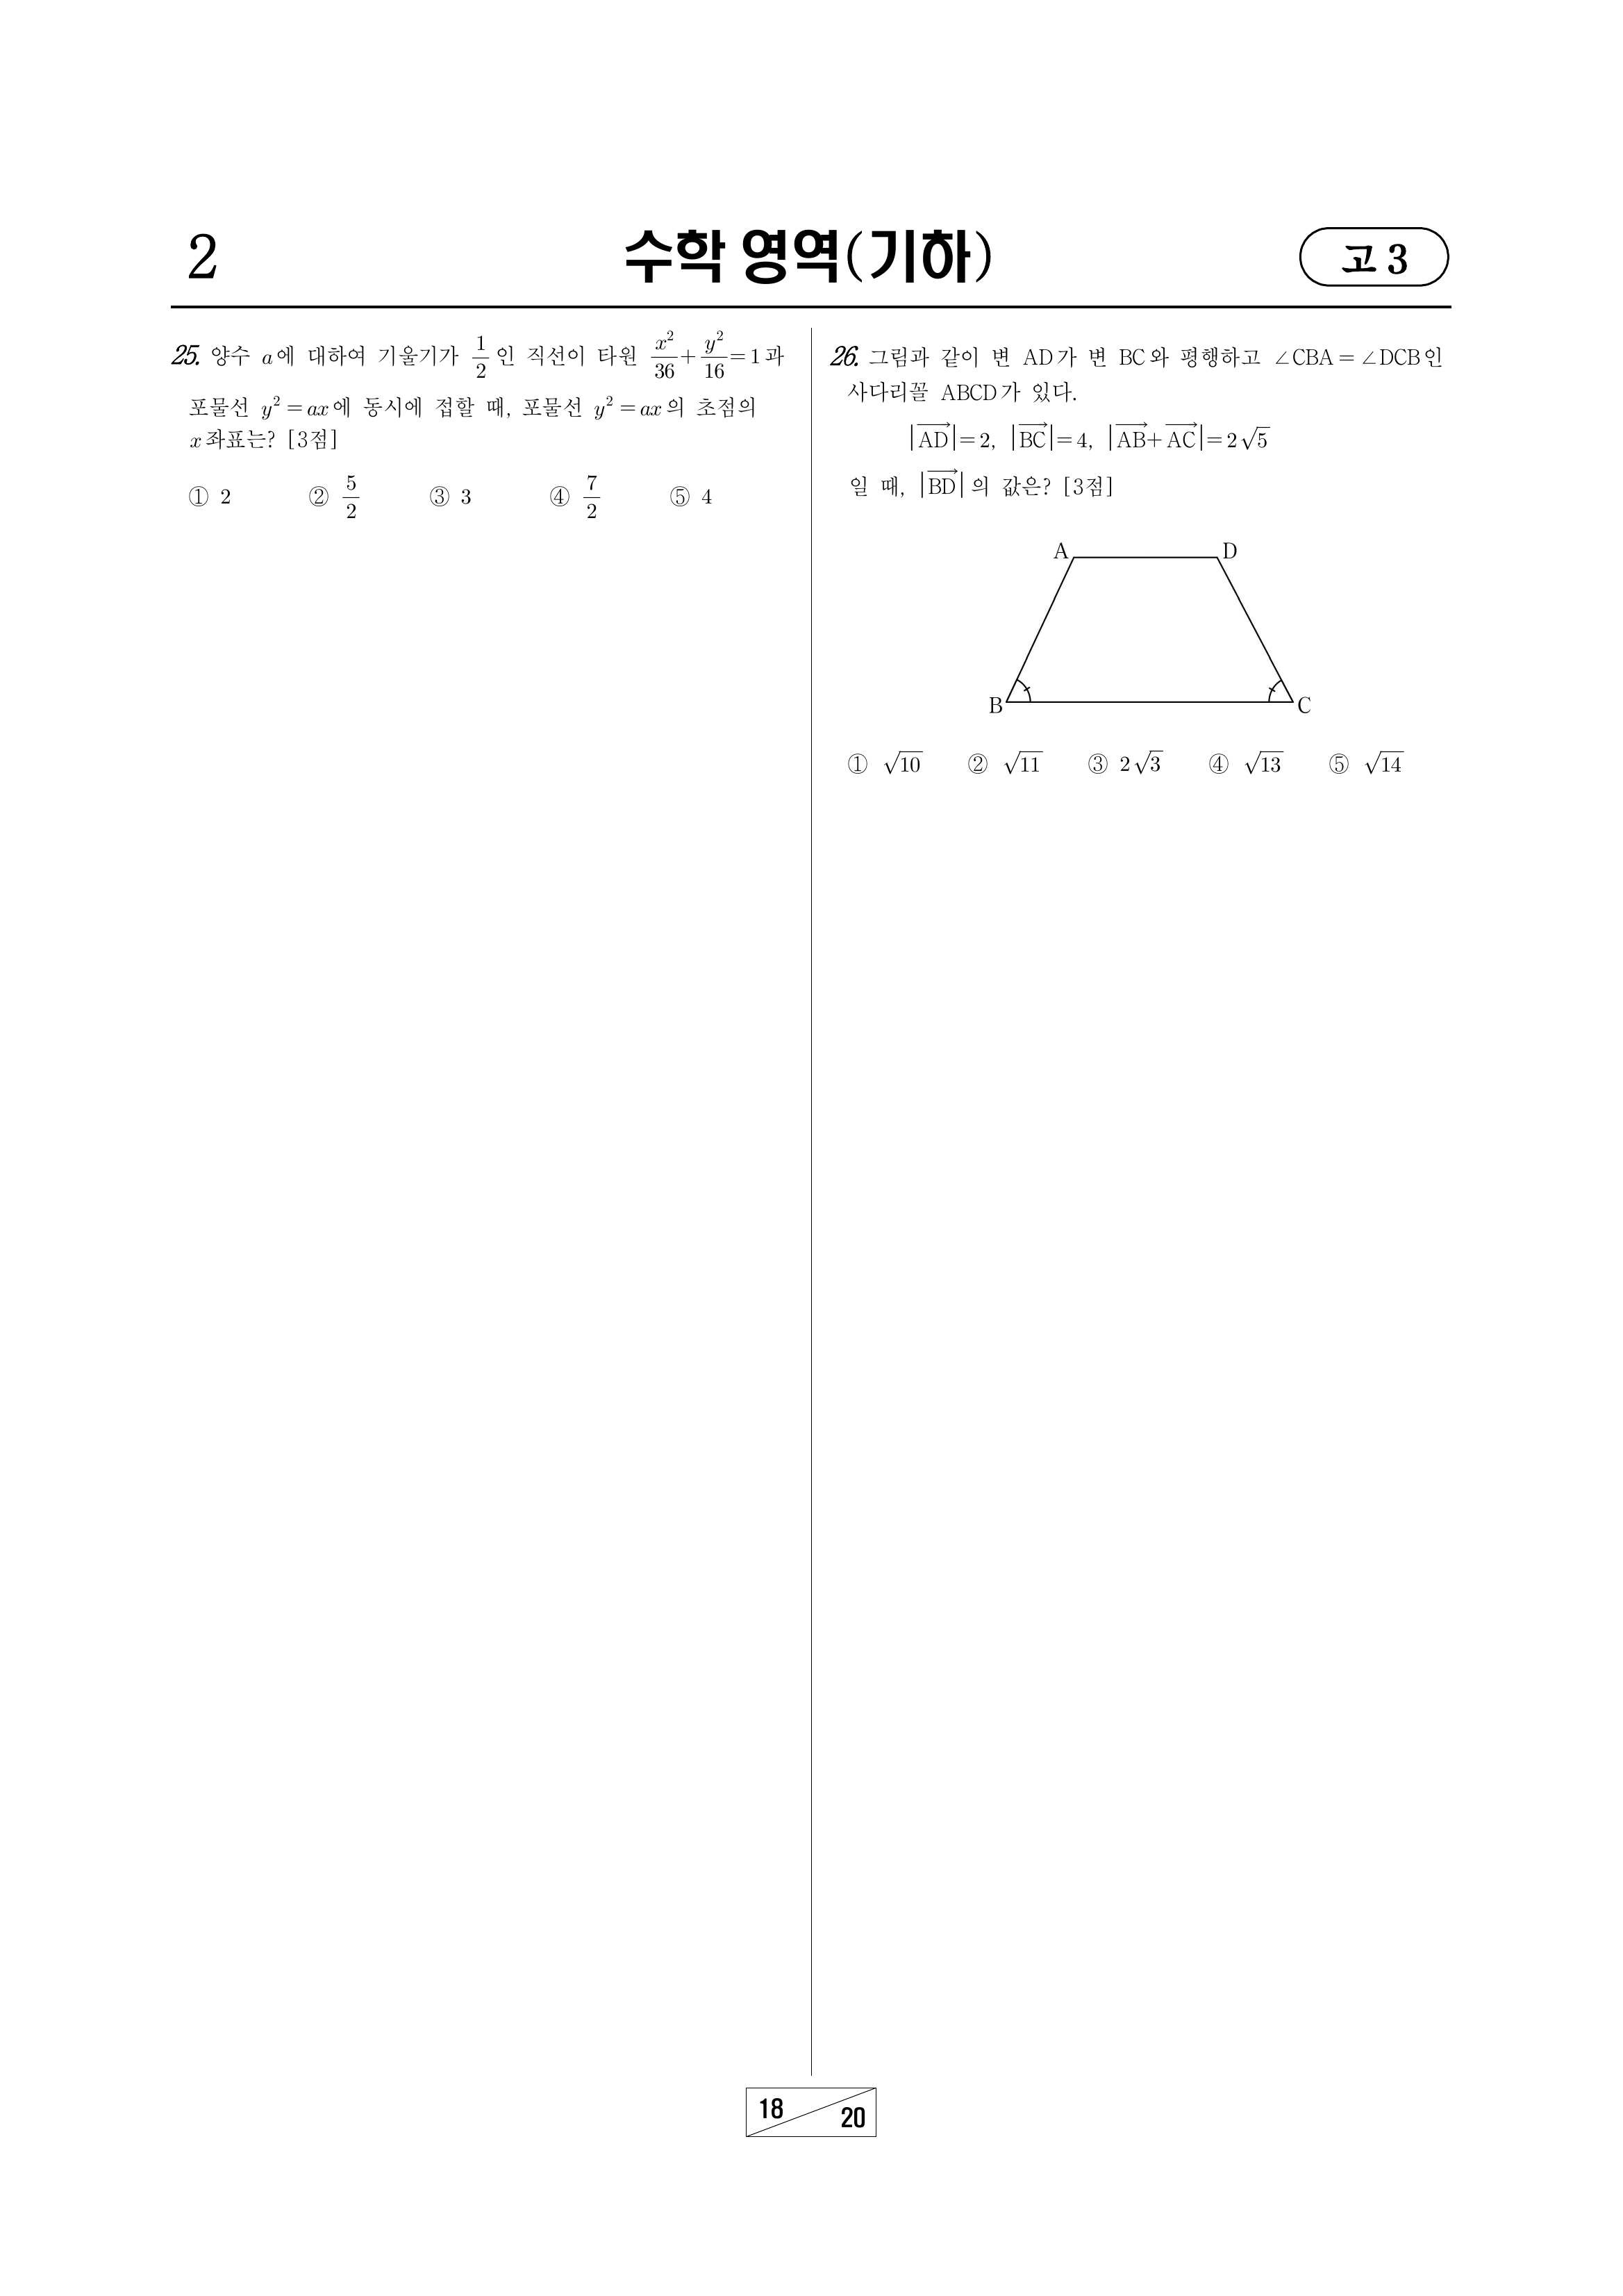 2
수학 영역(기하)
고 3
25. 양수 a에 대하여 기울기가 1/2인 직선이 타원 x²/36+y²/16=1과
포물선 y²=ax에 동시에 접할 때, 포물선 y²=ax의 초점의
x좌표는? [3점]
① 2 ② 5/2 ③ 3 ④ 7/2 ⑤ 4
26. 그림과 같이 변 AD가 변 BC와 평행하고 ∠CBA=∠DCB인
사다리꼴 ABCD가 있다.
|AD→|=2, |BC→|=4, |AB→+AC→|=2√5
일 때, |BD→|의 값은? [3점]
A D
B C
① √10 ② √11 ③ 2√3 ④ √13 ⑤ √14
18 20